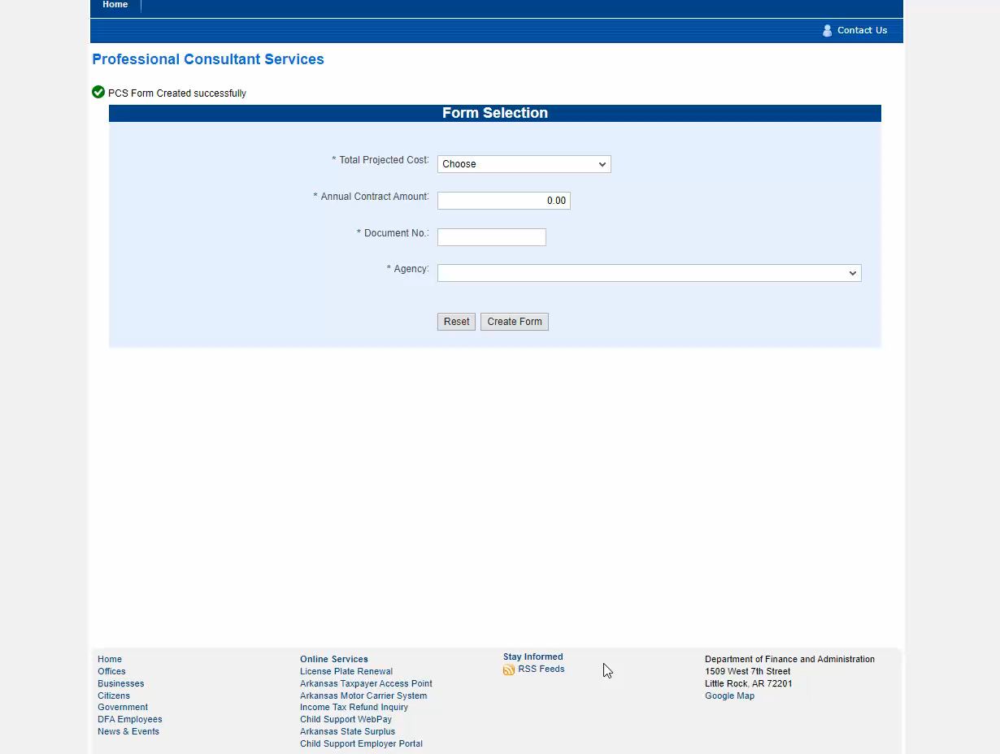 Home
Contact Us
Professional Consultant Services
PCS Form Created successfully
Form Selection
* Total Projected Cost: Choose
* Annual Contract Amount: 0.00
* Document No.:
* Agency:
Reset Create Form
Home
Offices
Businesses
Citizens
Government
DFA Employees
News & Events
Online Services
License Plate Renewal
Arkansas Taxpayer Access Point
Arkansas Motor Carrier System
Income Tax Refund Inquiry
Child Support WebPay
Arkansas State Surplus
Child Support Employer Portal
Stay Informed
RSS Feeds
Department of Finance and Administration
1509 West 7th Street
Little Rock, AR 72201
Google Map